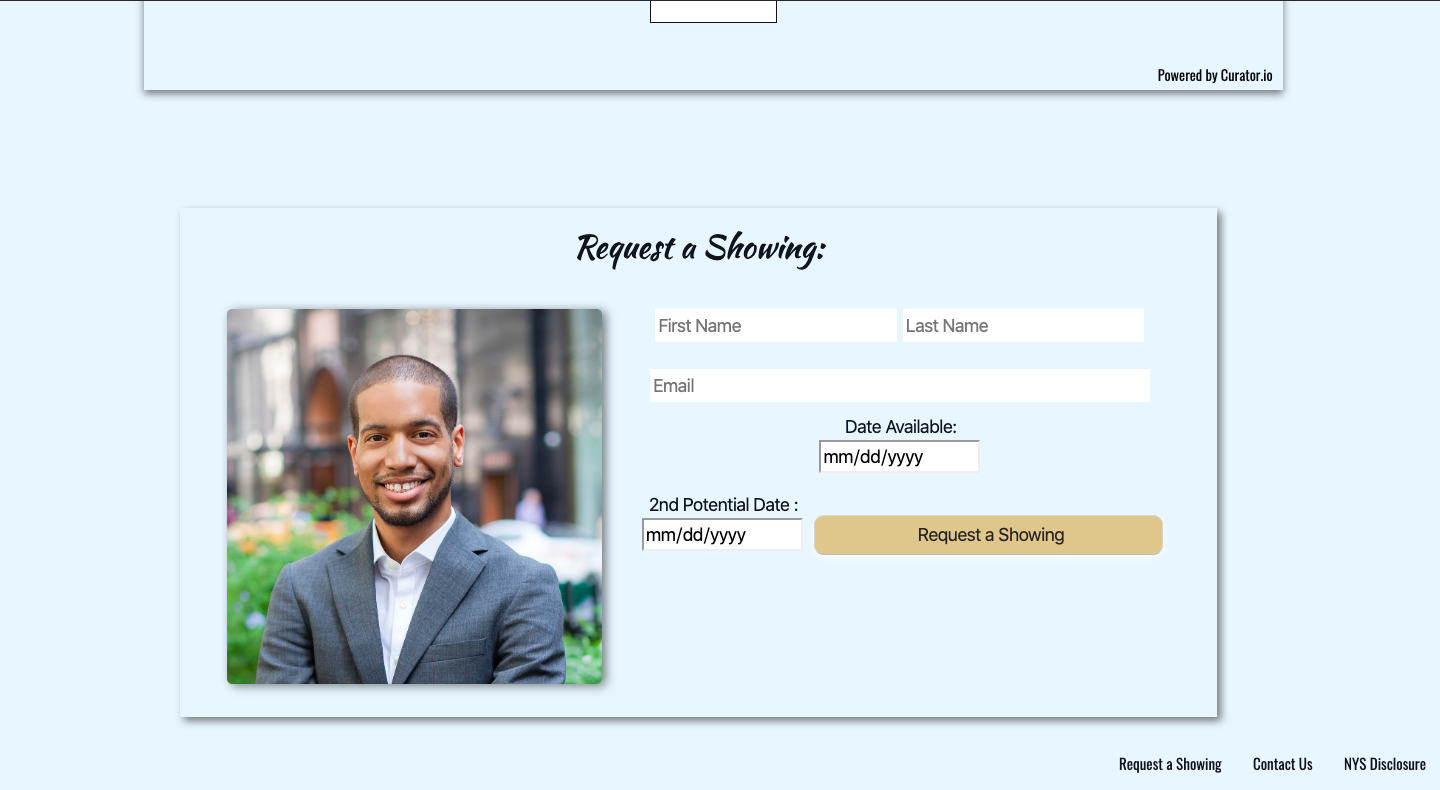 Powered by Curator.io
Request a Showing:
First Name Last Name
Email
Date Available:
mm/dd/yyyy
2nd Potential Date :
mm/dd/yyyy Request a Showing
Request a Showing Contact Us NYS Disclosure